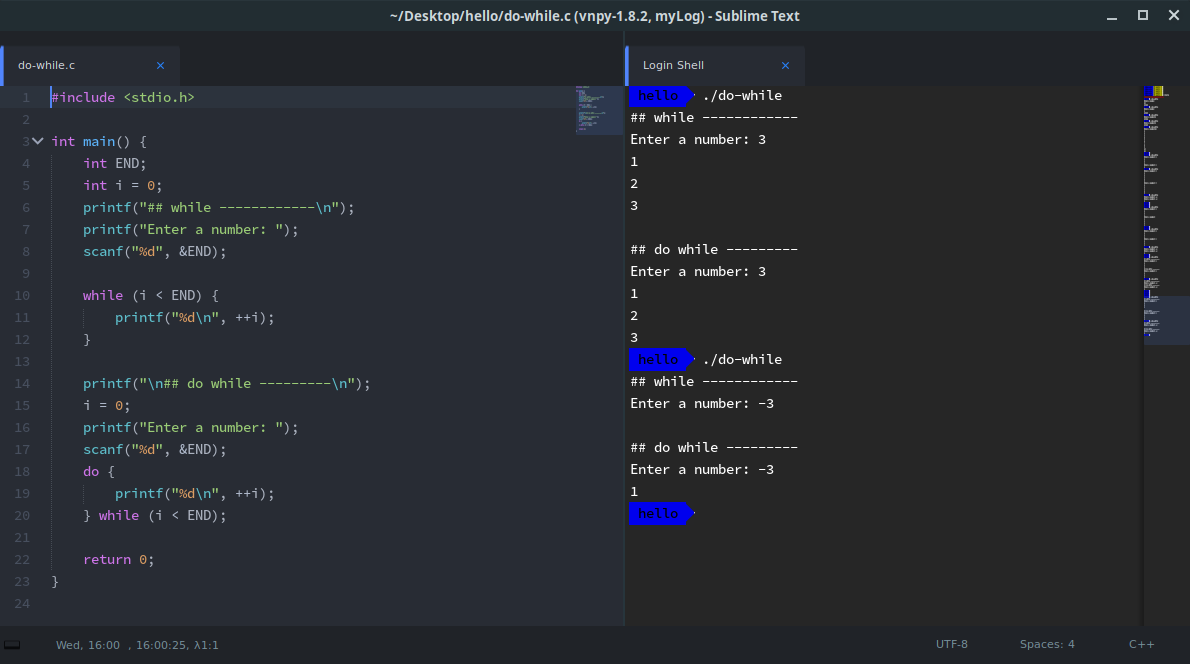 ~/Desktop/hello/do-while.c (vnpy-1.8.2, myLog) - Sublime Text
do-while.c ×
1 #include <stdio.h>
2
3 int main() {
4     int END;
5     int i = 0;
6     printf("## while ------------\n");
7     printf("Enter a number: ");
8     scanf("%d", &END);
9
10     while (i < END) {
11         printf("%d\n", ++i);
12     }
13
14     printf("\n## do while ---------\n");
15     i = 0;
16     printf("Enter a number: ");
17     scanf("%d", &END);
18     do {
19         printf("%d\n", ++i);
20     } while (i < END);
21
22     return 0;
23 }
24
Login Shell ×
hello ./do-while
## while ------------
Enter a number: 3
1
2
3

## do while ---------
Enter a number: 3
1
2
3
hello ./do-while
## while ------------
Enter a number: -3

## do while ---------
Enter a number: -3
1
hello
Wed, 16:00 , 16:00:25, λ1:1 UTF-8 Spaces: 4 C++